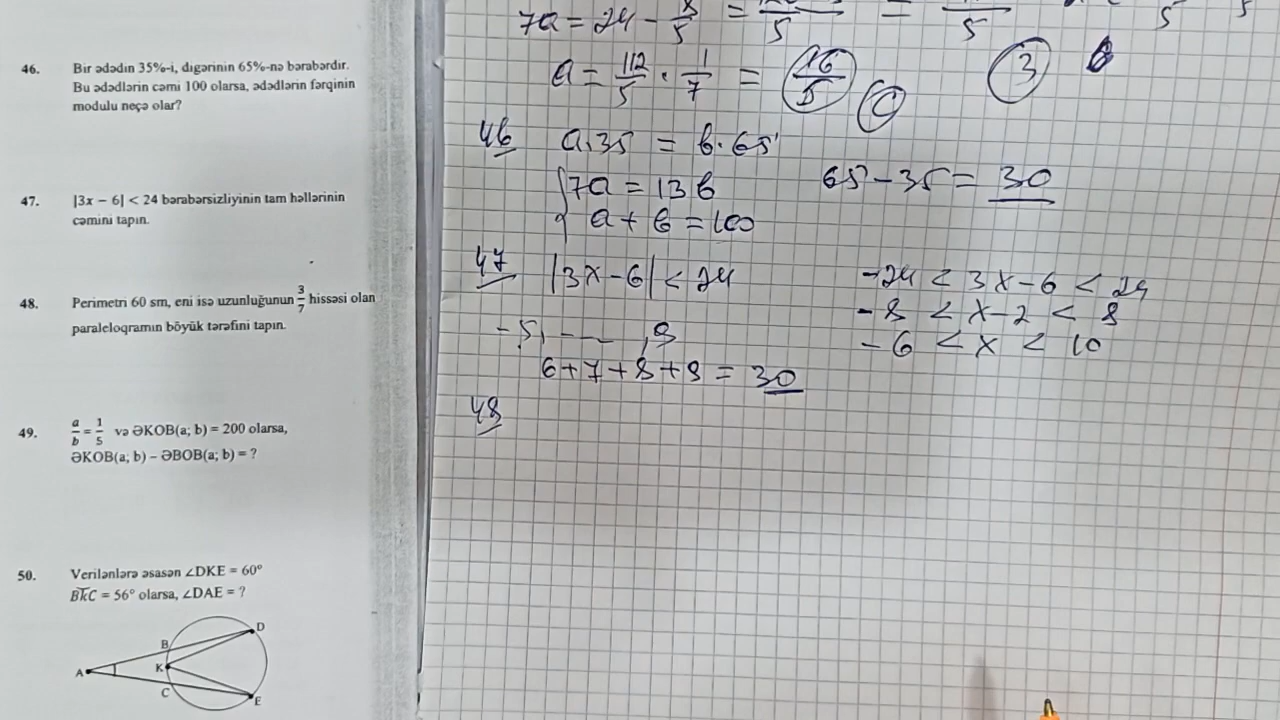 46. Bir ədədin 35%-i, digərinin 65%-nə bərabərdir.
Bu ədədlərin cəmi 100 olarsa, ədədlərin fərqinin
modulu neçə olar?
47. |3x − 6| < 24 bərabərsizliyinin tam həllərinin
cəmini tapın.
48. Perimetri 60 sm, eni isə uzunluğunun 3/7 hissəsi olan
paraleloqramın böyük tərəfini tapın.
49. a/b = 1/5 və ƏKOB(a; b) = 200 olarsa,
ƏKOB(a; b) − ƏBOB(a; b) = ?
50. Verilənlərə əsasən ∠DKE = 60°
BkC = 56° olarsa, ∠DAE = ?
D
B
A
K
C
E
7a = 24 − 8/5 =
a = 112/5 · 1/7 = 16/5 C
3
46 a·35 = b·65
7a = 13b
a + b = 100
65 − 35 = 30
47 |3x−6| < 24
−24 < 3x−6 < 24
−8 < x−2 < 8
−6 < x < 10
−5, ... , 9
6+7+8+9 = 30
48